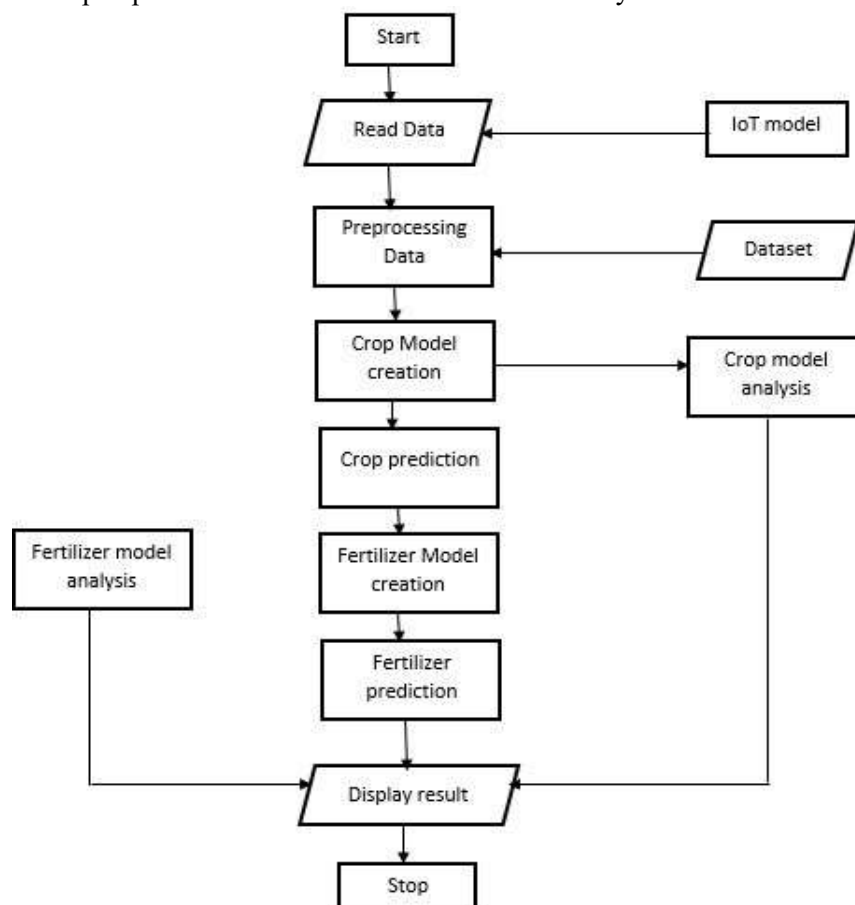 Start
Read Data
IoT model
Preprocessing
Data
Dataset
Crop Model
creation
Crop model
analysis
Crop prediction
Fertilizer model
analysis
Fertilizer Model
creation
Fertilizer
prediction
Display result
Stop